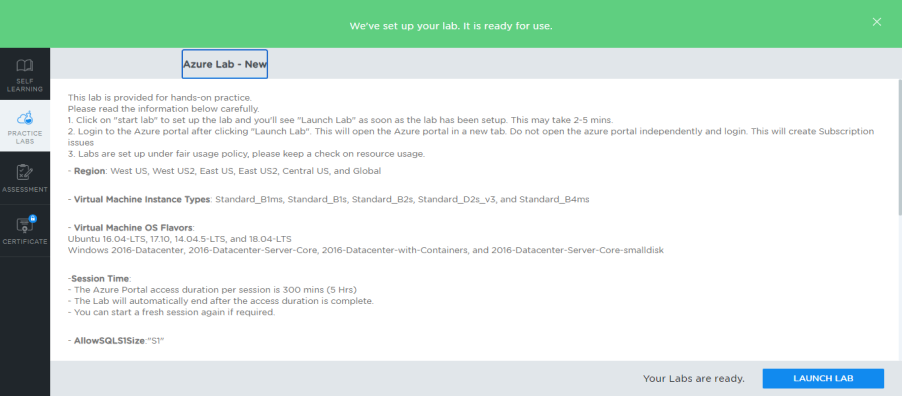 We've set up your lab. It is ready for use.
SELF
LEARNING
PRACTICE
LABS
ASSESSMENT
CERTIFICATE
Azure Lab - New
This lab is provided for hands-on practice.
Please read the information below carefully.
1. Click on "start lab" to set up the lab and you'll see "Launch Lab" as soon as the lab has been setup. This may take 2-5 mins.
2. Login to the Azure portal after clicking "Launch Lab". This will open the Azure portal in a new tab. Do not open the azure portal independently and login. This will create Subscription
issues
3. Labs are set up under fair usage policy, please keep a check on resource usage.
- Region: West US, West US2, East US, East US2, Central US, and Global
- Virtual Machine Instance Types: Standard_B1ms, Standard_B1s, Standard_B2s, Standard_D2s_v3, and Standard_B4ms
- Virtual Machine OS Flavors:
Ubuntu 16.04-LTS, 17.10, 14.04.5-LTS, and 18.04-LTS
Windows 2016-Datacenter, 2016-Datacenter-Server-Core, 2016-Datacenter-with-Containers, and 2016-Datacenter-Server-Core-smalldisk
-Session Time:
- The Azure Portal access duration per session is 300 mins (5 Hrs)
- The Lab will automatically end after the access duration is complete.
- You can start a fresh session again if required.
- AllowSQLS1Size:"S1"
Your Labs are ready.
LAUNCH LAB